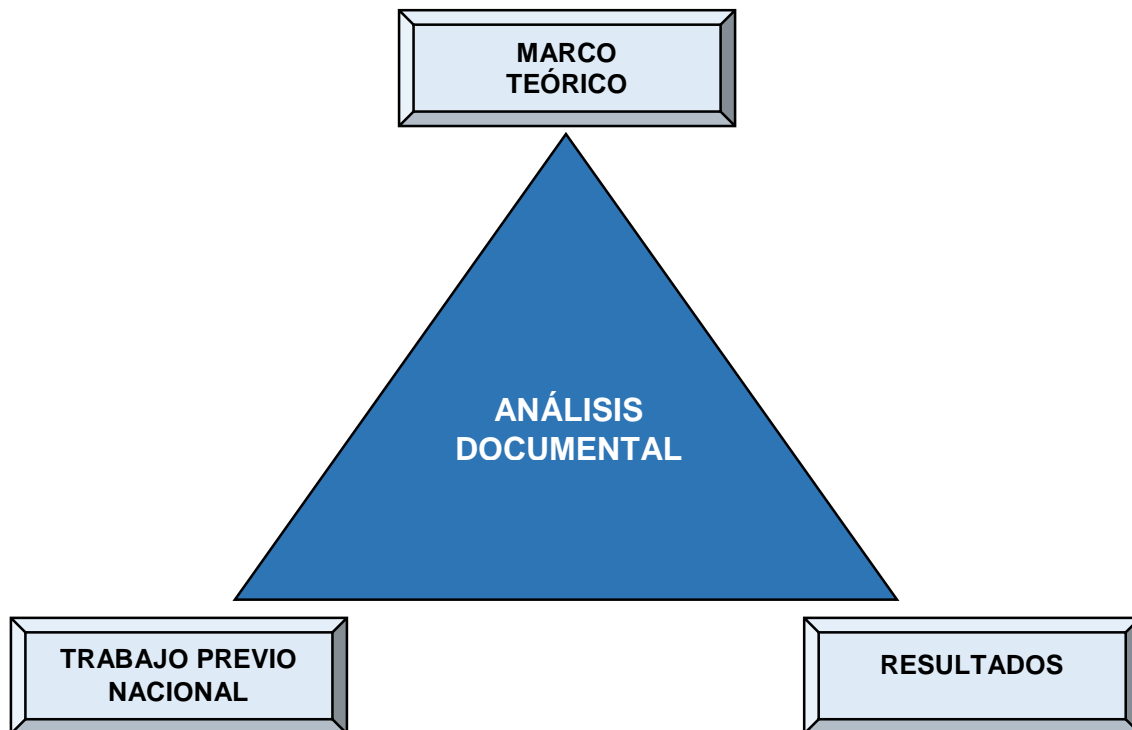 MARCO
TEÓRICO
ANÁLISIS
DOCUMENTAL
TRABAJO PREVIO
NACIONAL
RESULTADOS